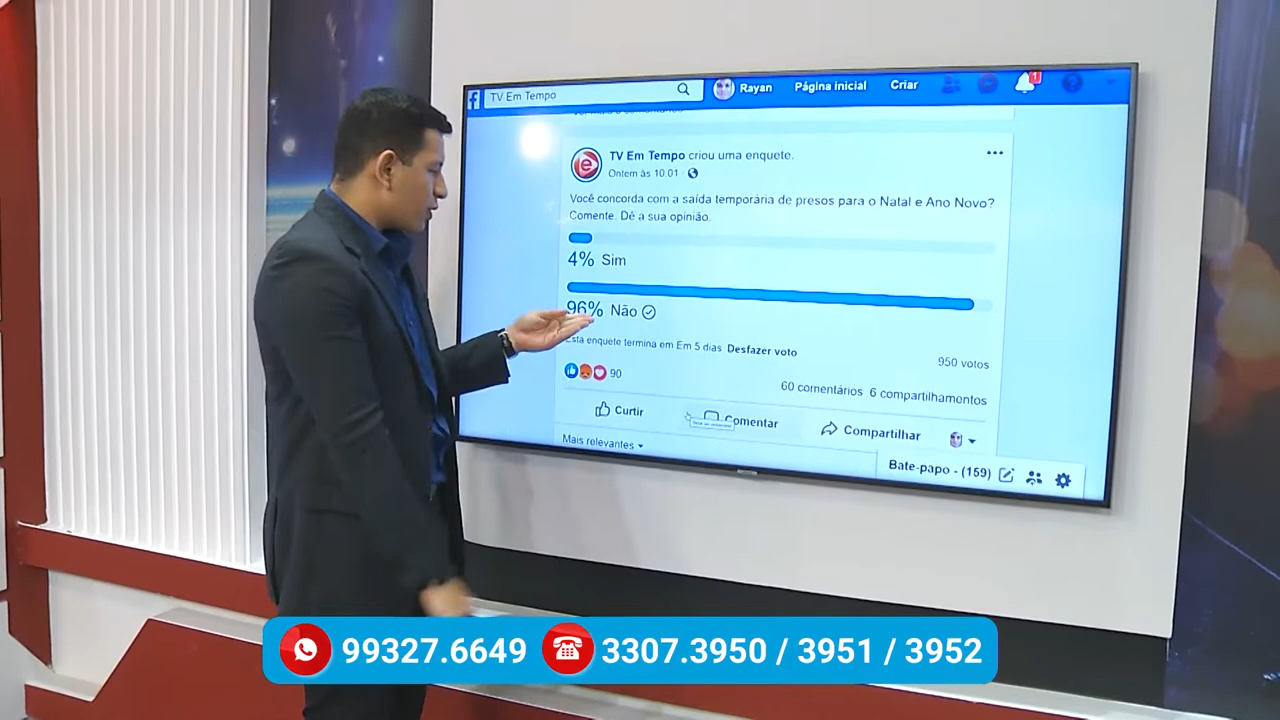 TV Em Tempo
Rayan
Página inicial
Criar
1
TV Em Tempo criou uma enquete.
Ontem às 10:01
Você concorda com a saída temporária de presos para o Natal e Ano Novo?
Comente. Dê a sua opinião.
4% Sim
96% Não
Esta enquete termina em Em 5 dias Desfazer voto
950 votos
90
60 comentários 6 compartilhamentos
Curtir
Comentar
Compartilhar
Mais relevantes
Bate-papo - (159)
99327.6649
3307.3950 / 3951 / 3952